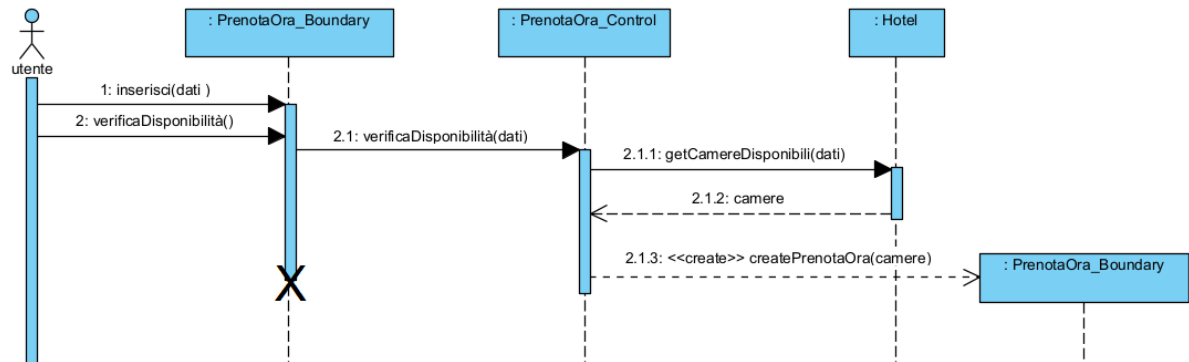 : PrenotaOra_Boundary
: PrenotaOra_Control
: Hotel
utente
1: inserisci(dati )
2: verificaDisponibilità()
2.1: verificaDisponibilità(dati)
2.1.1: getCamereDisponibili(dati)
2.1.2: camere
2.1.3: <<create>> createPrenotaOra(camere)
: PrenotaOra_Boundary